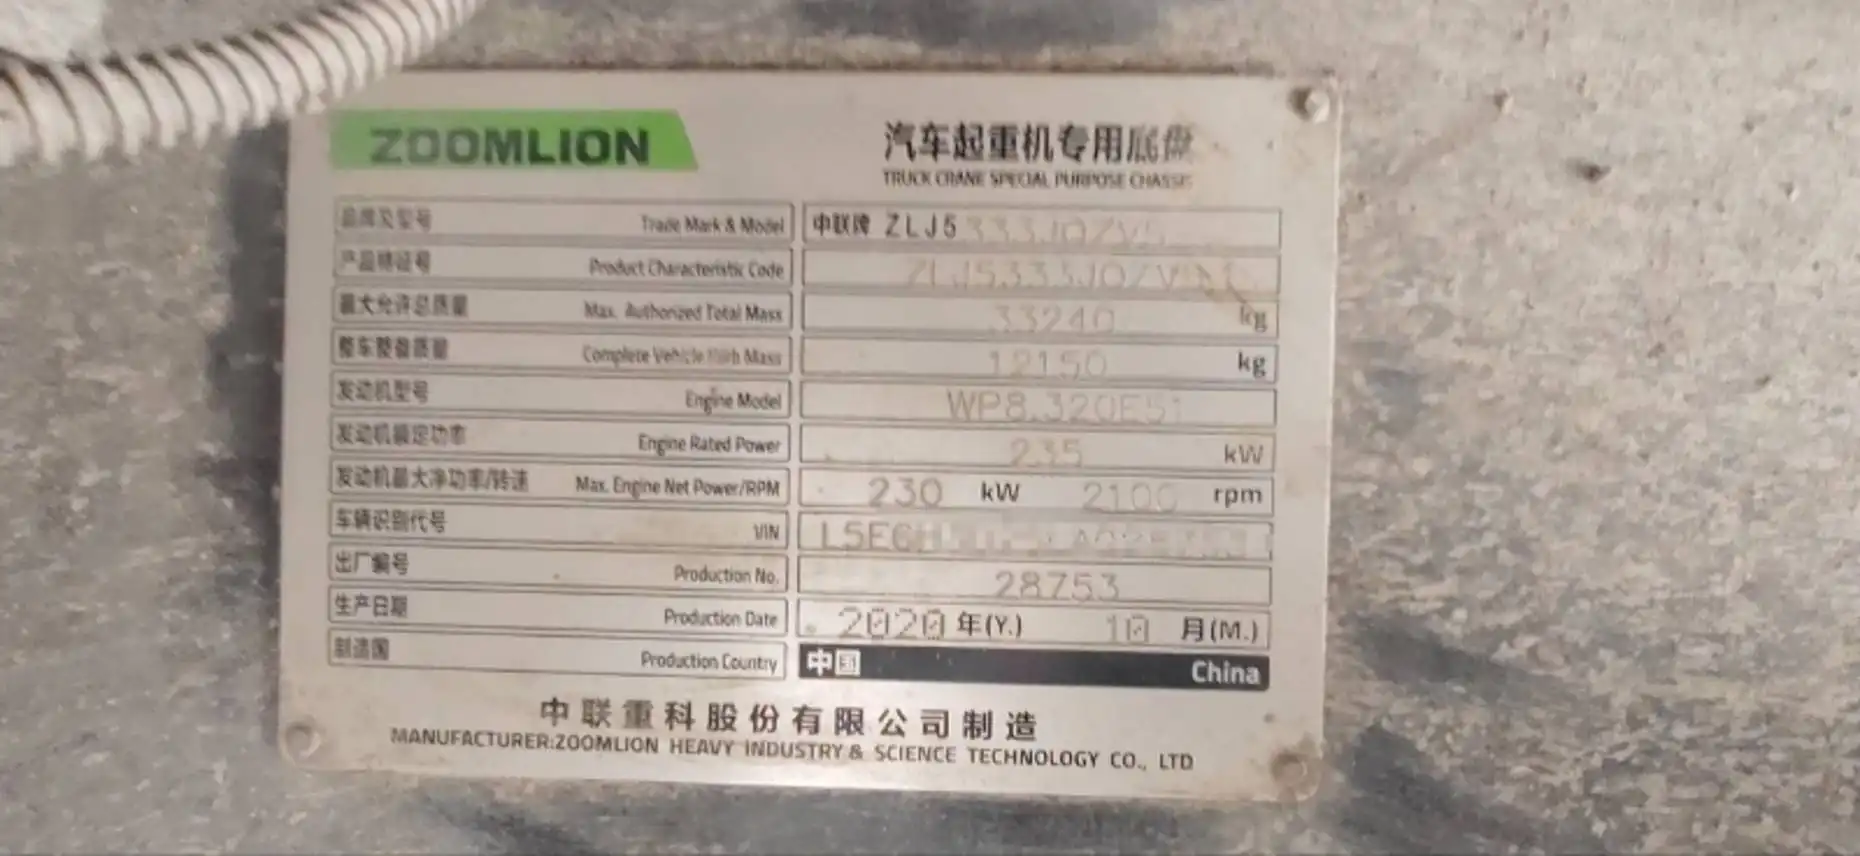 ZOOMLION
汽车起重机专用底盘
TRUCK CRANE SPECIAL PURPOSE CHASSIS
品牌及型号 Trade Mark & Model 中联牌 ZLJ5333JQZV5
产品特征号 Product Characteristic Code
最大允许总质量 Max. Authorized Total Mass 33240 kg
整车整备质量 Complete Vehicle Kerb Mass 12150 kg
发动机型号 Engine Model WP8.320E51
发动机额定功率 Engine Rated Power 235 kW
发动机最大净功率/转速 Max. Engine Net Power/RPM 230 kW 2100 rpm
车辆识别代号 VIN
出厂编号 Production No. 28753
生产日期 Production Date 2020 年(Y.) 10 月(M.)
制造国 Production Country 中国 China
中联重科股份有限公司制造
MANUFACTURER:ZOOMLION HEAVY INDUSTRY & SCIENCE TECHNOLOGY CO., LTD